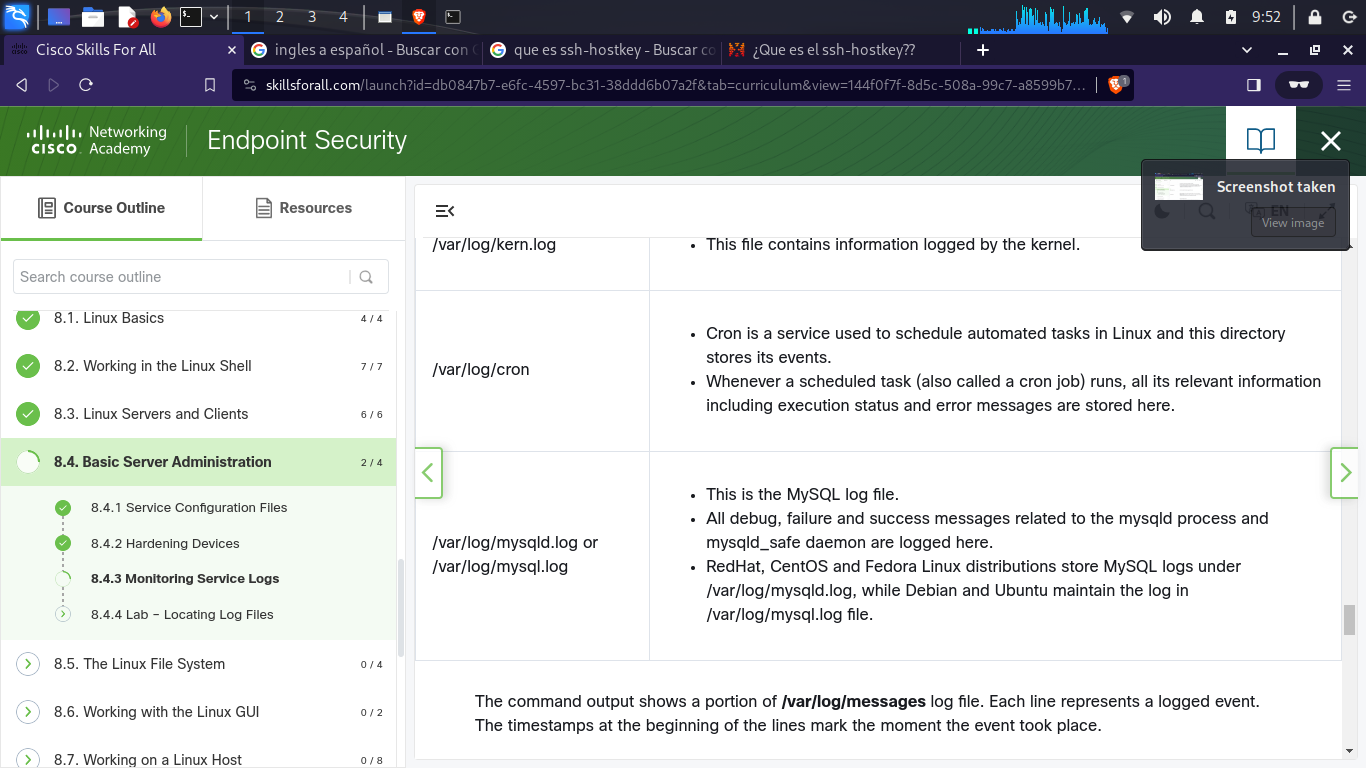 1 2 3 4 9:52
Cisco Skills For All
ingles a español - Buscar con G
que es ssh-hostkey - Buscar co
¿Que es el ssh-hostkey??
skillsforall.com/launch?id=db0847b7-e6fc-4597-bc31-38ddd6b07a2f&tab=curriculum&view=144f0f7f-8d5c-508a-99c7-a8599b7...
1
cisco
Networking
Academy
Endpoint Security
Screenshot taken
View image
EN
Course Outline
Resources
Search course outline
8.1. Linux Basics 4 / 4
8.2. Working in the Linux Shell 7 / 7
8.3. Linux Servers and Clients 6 / 6
8.4. Basic Server Administration 2 / 4
8.4.1 Service Configuration Files
8.4.2 Hardening Devices
8.4.3 Monitoring Service Logs
8.4.4 Lab – Locating Log Files
8.5. The Linux File System 0 / 4
8.6. Working with the Linux GUI 0 / 2
8.7. Working on a Linux Host 0 / 8
/var/log/kern.log
• This file contains information logged by the kernel.
/var/log/cron
• Cron is a service used to schedule automated tasks in Linux and this directory
stores its events.
• Whenever a scheduled task (also called a cron job) runs, all its relevant information
including execution status and error messages are stored here.
/var/log/mysqld.log or
/var/log/mysql.log
• This is the MySQL log file.
• All debug, failure and success messages related to the mysqld process and
mysqld_safe daemon are logged here.
• RedHat, CentOS and Fedora Linux distributions store MySQL logs under
/var/log/mysqld.log, while Debian and Ubuntu maintain the log in
/var/log/mysql.log file.
The command output shows a portion of /var/log/messages log file. Each line represents a logged event.
The timestamps at the beginning of the lines mark the moment the event took place.